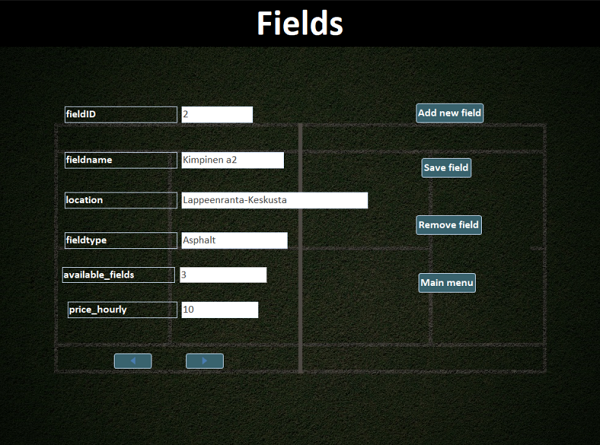 Fields
fieldID 2 Add new field
fieldname Kimpinen a2 Save field
location Lappeenranta-Keskusta
fieldtype Asphalt Remove field
available_fields 3 Main menu
price_hourly 10